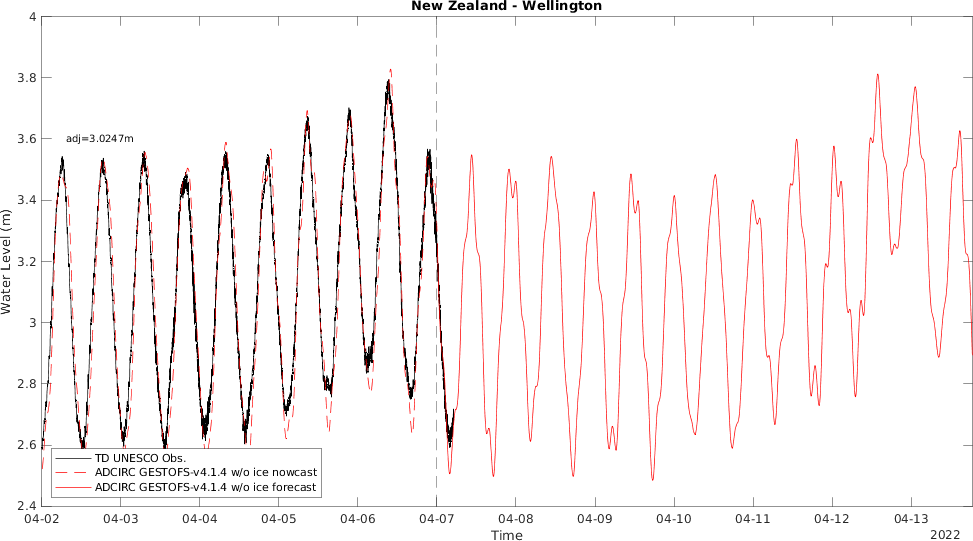 New Zealand - Wellington
4
3.8
3.6
3.4
3.2
3
2.8
2.6
2.4
Water Level (m)
adj=3.0247m
TD UNESCO Obs.
ADCIRC GESTOFS-v4.1.4 w/o ice nowcast
ADCIRC GESTOFS-v4.1.4 w/o ice forecast
04-02 04-03 04-04 04-05 04-06 04-07 04-08 04-09 04-10 04-11 04-12 04-13
Time
2022